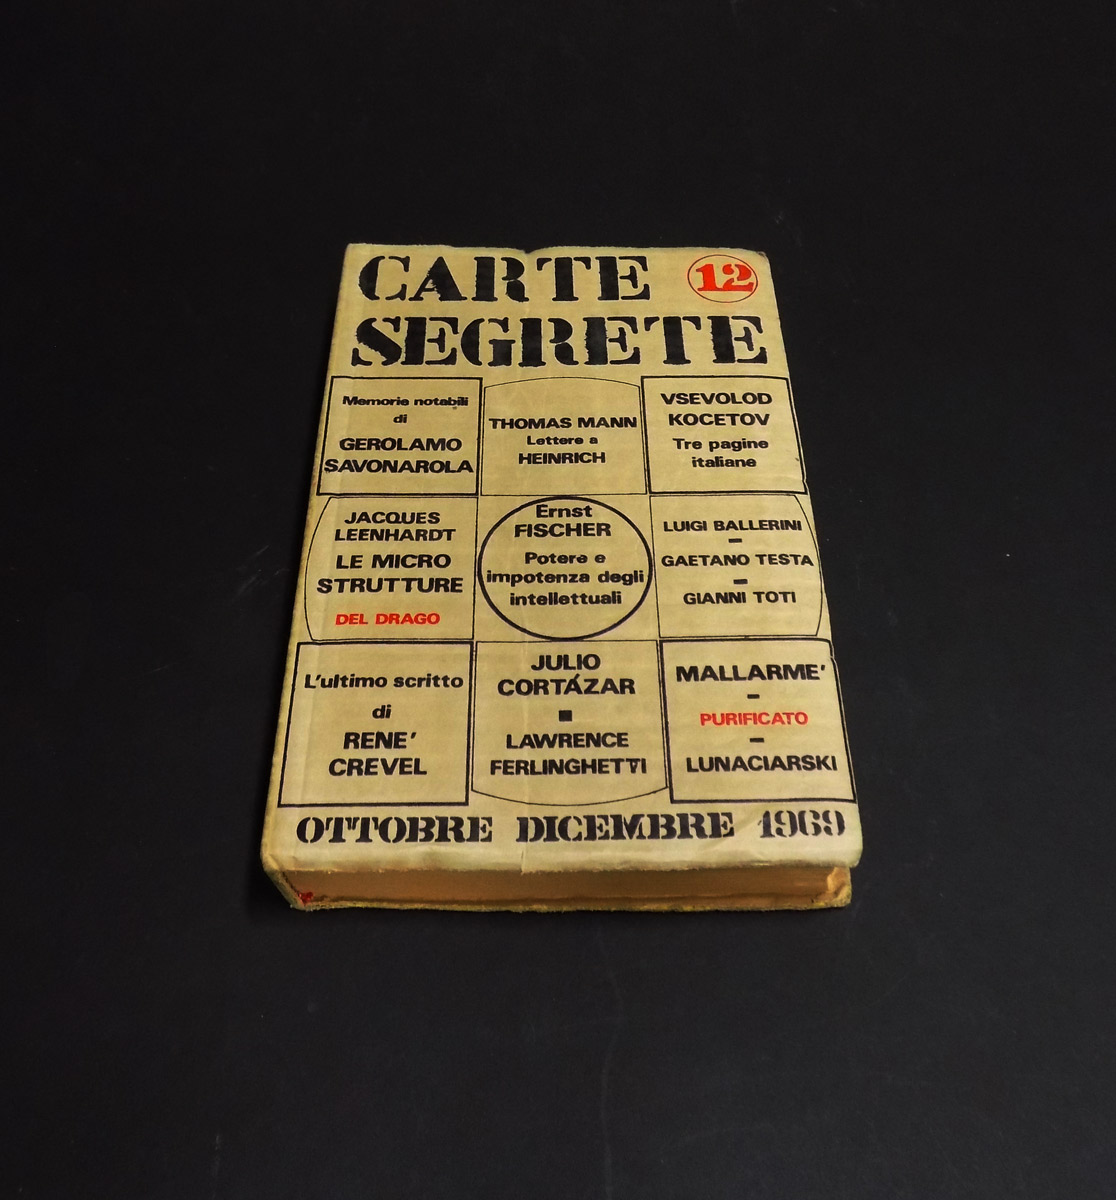 CARTE
12
SEGRETE
Memorie notabili
di
GEROLAMO
SAVONAROLA
THOMAS MANN
Lettere a
HEINRICH
VSEVOLOD
KOCETOV
Tre pagine
italiane
JACQUES
LEENHARDT
LE MICRO
STRUTTURE
DEL DRAGO
Ernst
FISCHER
Potere e
impotenza degli
intellettuali
LUIGI BALLERINI
-
GAETANO TESTA
-
GIANNI TOTI
L'ultimo scritto
di
RENE'
CREVEL
JULIO
CORTÁZAR
■
LAWRENCE
FERLINGHETTI
MALLARME'
-
PURIFICATO
-
LUNACIARSKI
OTTOBRE DICEMBRE 1969